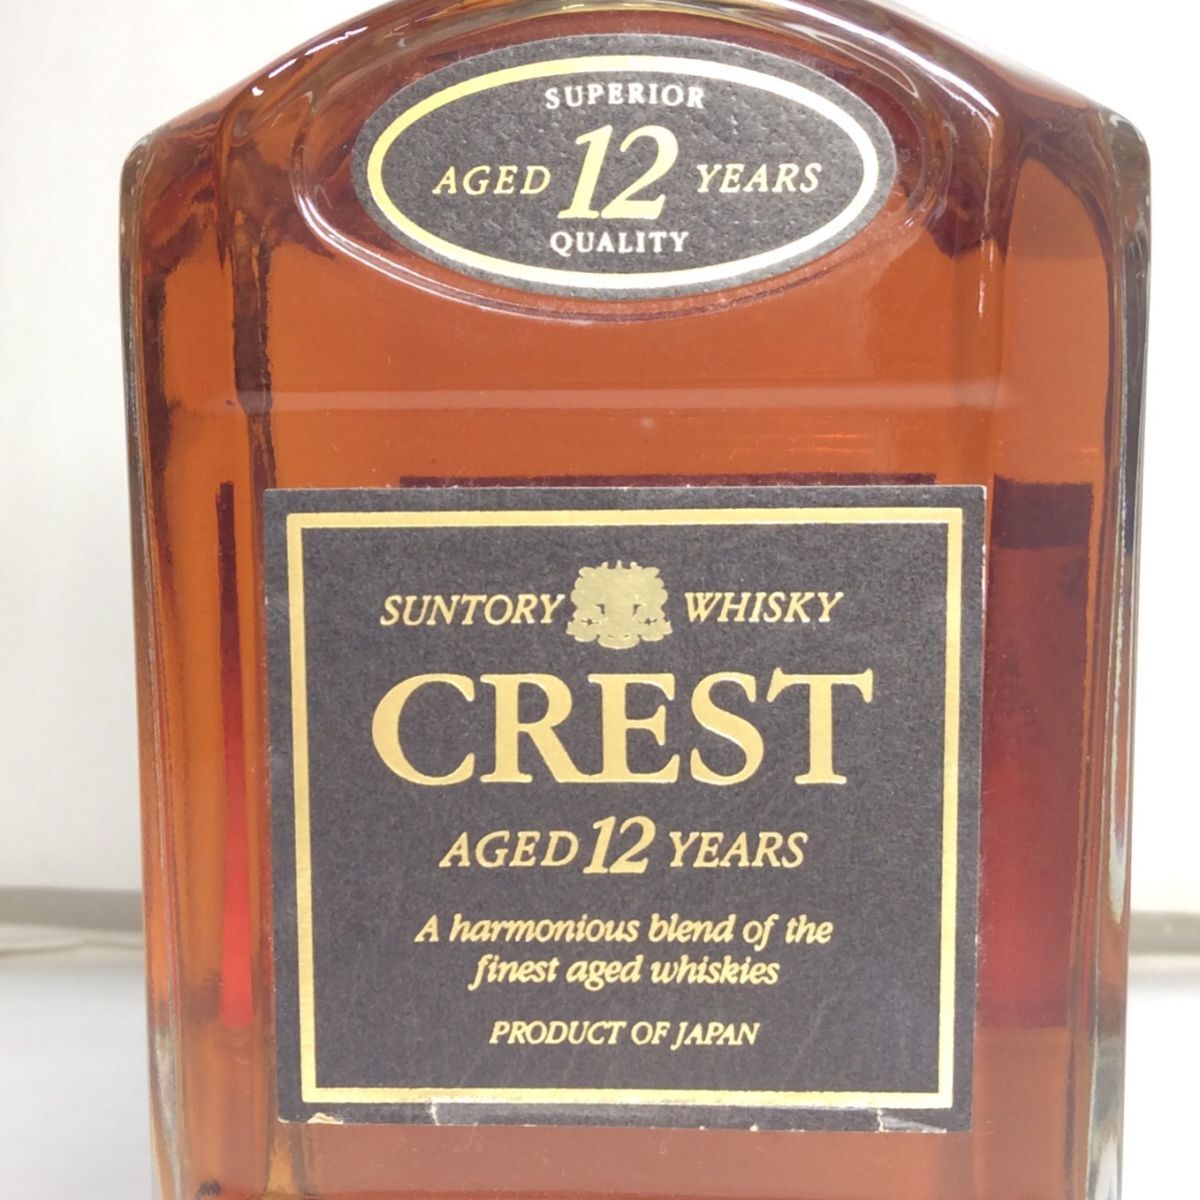 SUPERIOR
AGED 12 YEARS
QUALITY
SUNTORY WHISKY
CREST
AGED 12 YEARS
A harmonious blend of the
finest aged whiskies
PRODUCT OF JAPAN